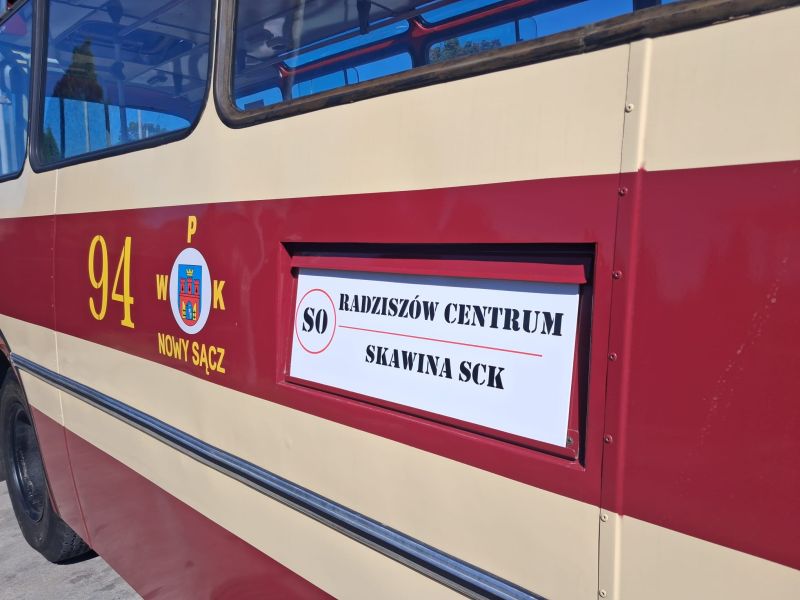 94
P
W K
NOWY SĄCZ
SO
RADZISZÓW CENTRUM
SKAWINA SCK